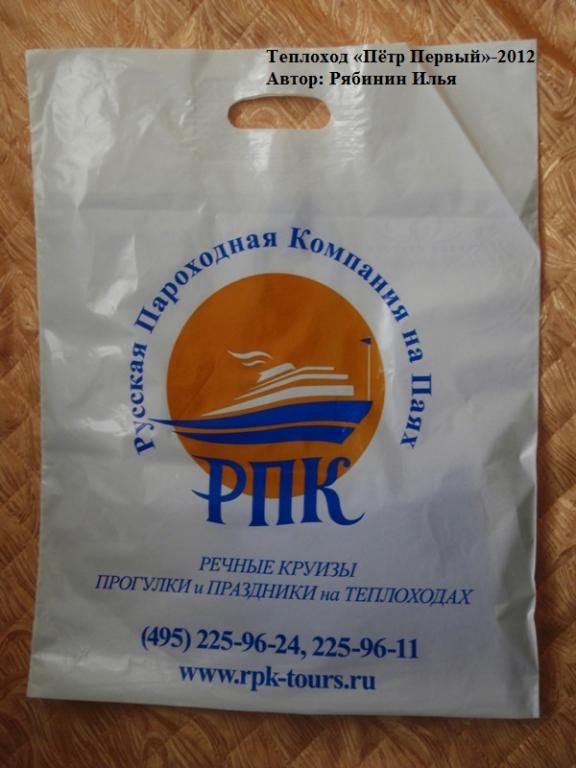 Теплоход «Пётр Первый»-2012
Автор: Рябинин Илья
Русская Пароходная Компания на Паях
РПК
РЕЧНЫЕ КРУИЗЫ
ПРОГУЛКИ и ПРАЗДНИКИ на ТЕПЛОХОДАХ
(495) 225-96-24, 225-96-11
www.rpk-tours.ru